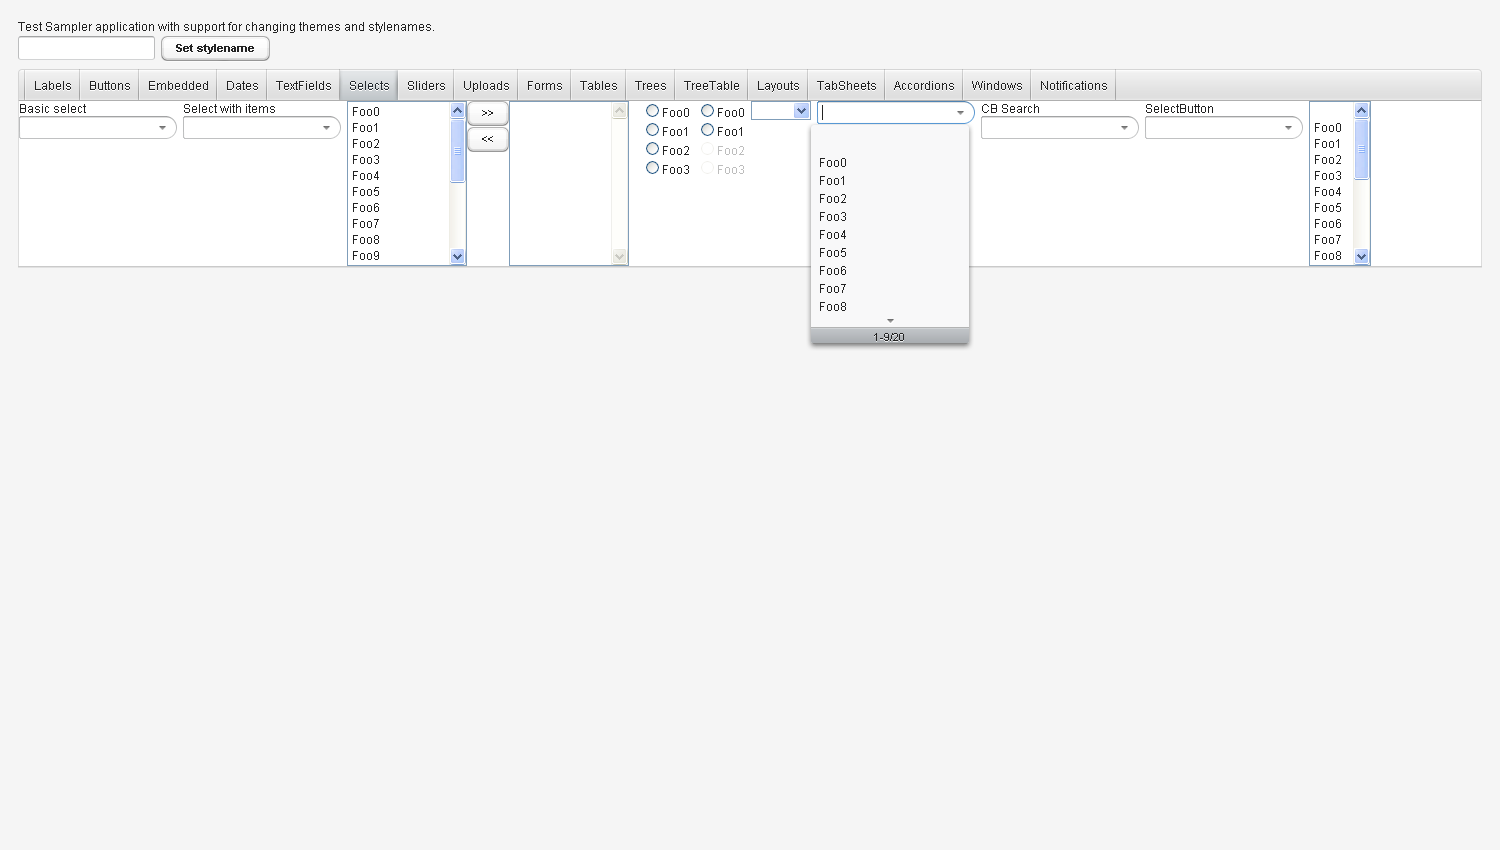 Test Sampler application with support for changing themes and stylenames.
Set stylename
Labels Buttons Embedded Dates TextFields Selects Sliders Uploads Forms Tables Trees TreeTable Layouts TabSheets Accordions Windows Notifications
Basic select
Select with items
Foo0
Foo1
Foo2
Foo3
Foo4
Foo5
Foo6
Foo7
Foo8
Foo9
>>
<<
Foo0
Foo1
Foo2
Foo3
Foo0
Foo1
Foo2
Foo3
Foo0
Foo1
Foo2
Foo3
Foo4
Foo5
Foo6
Foo7
Foo8
1-9/20
CB Search
SelectButton
Foo0
Foo1
Foo2
Foo3
Foo4
Foo5
Foo6
Foo7
Foo8